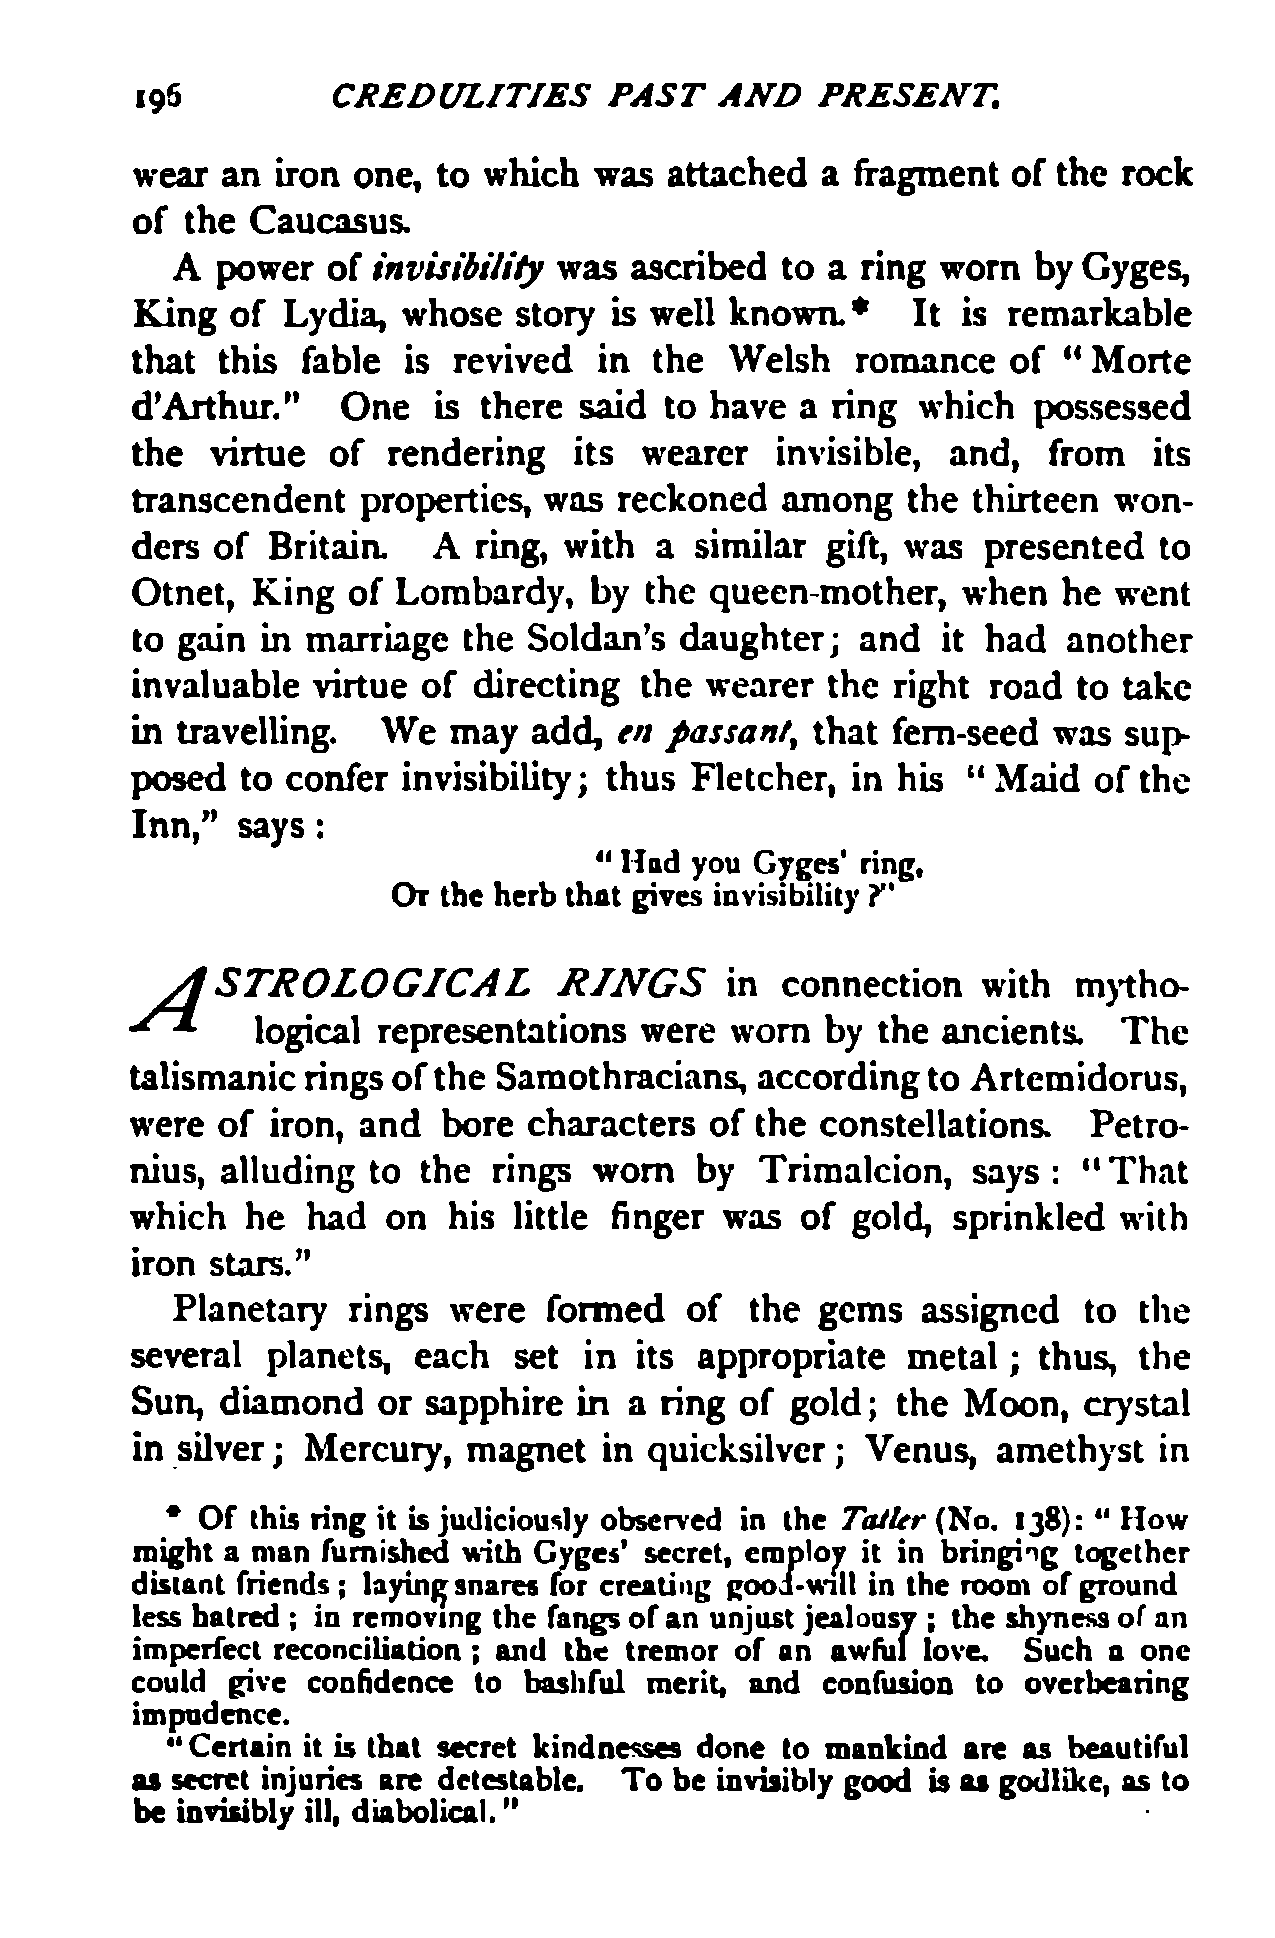 196 CREDULITIES PAST AND PRESENT.
wear an iron one, to which was attached a fragment of the rock
of the Caucasus.
A power of invisibility was ascribed to a ring worn by Gyges,
King of Lydia, whose story is well known.* It is remarkable
that this fable is revived in the Welsh romance of "Morte
d'Arthur." One is there said to have a ring which possessed
the virtue of rendering its wearer invisible, and, from its
transcendent properties, was reckoned among the thirteen won-
ders of Britain. A ring, with a similar gift, was presented to
Otnet, King of Lombardy, by the queen-mother, when he went
to gain in marriage the Soldan's daughter; and it had another
invaluable virtue of directing the wearer the right road to take
in travelling. We may add, en passant, that fern-seed was sup-
posed to confer invisibility; thus Fletcher, in his "Maid of the
Inn," says:
"Had you Gyges' ring,
Or the herb that gives invisibility?"
ASTROLOGICAL RINGS in connection with mytho-
logical representations were worn by the ancients. The
talismanic rings of the Samothracians, according to Artemidorus,
were of iron, and bore characters of the constellations. Petro-
nius, alluding to the rings worn by Trimalcion, says: "That
which he had on his little finger was of gold, sprinkled with
iron stars."
Planetary rings were formed of the gems assigned to the
several planets, each set in its appropriate metal; thus, the
Sun, diamond or sapphire in a ring of gold; the Moon, crystal
in silver; Mercury, magnet in quicksilver; Venus, amethyst in
* Of this ring it is judiciously observed in the Tatler (No. 138): "How
might a man furnished with Gyges' secret, employ it in bringing together
distant friends; laying snares for creating good-will in the room of ground
less hatred; in removing the fangs of an unjust jealousy; the shyness of an
imperfect reconciliation; and the tremor of an awful love. Such a one
could give confidence to bashful merit, and confusion to overbearing
impudence.
"Certain it is that secret kindnesses done to mankind are as beautiful
as secret injuries are detestable. To be invisibly good is as godlike, as to
be invisibly ill, diabolical."